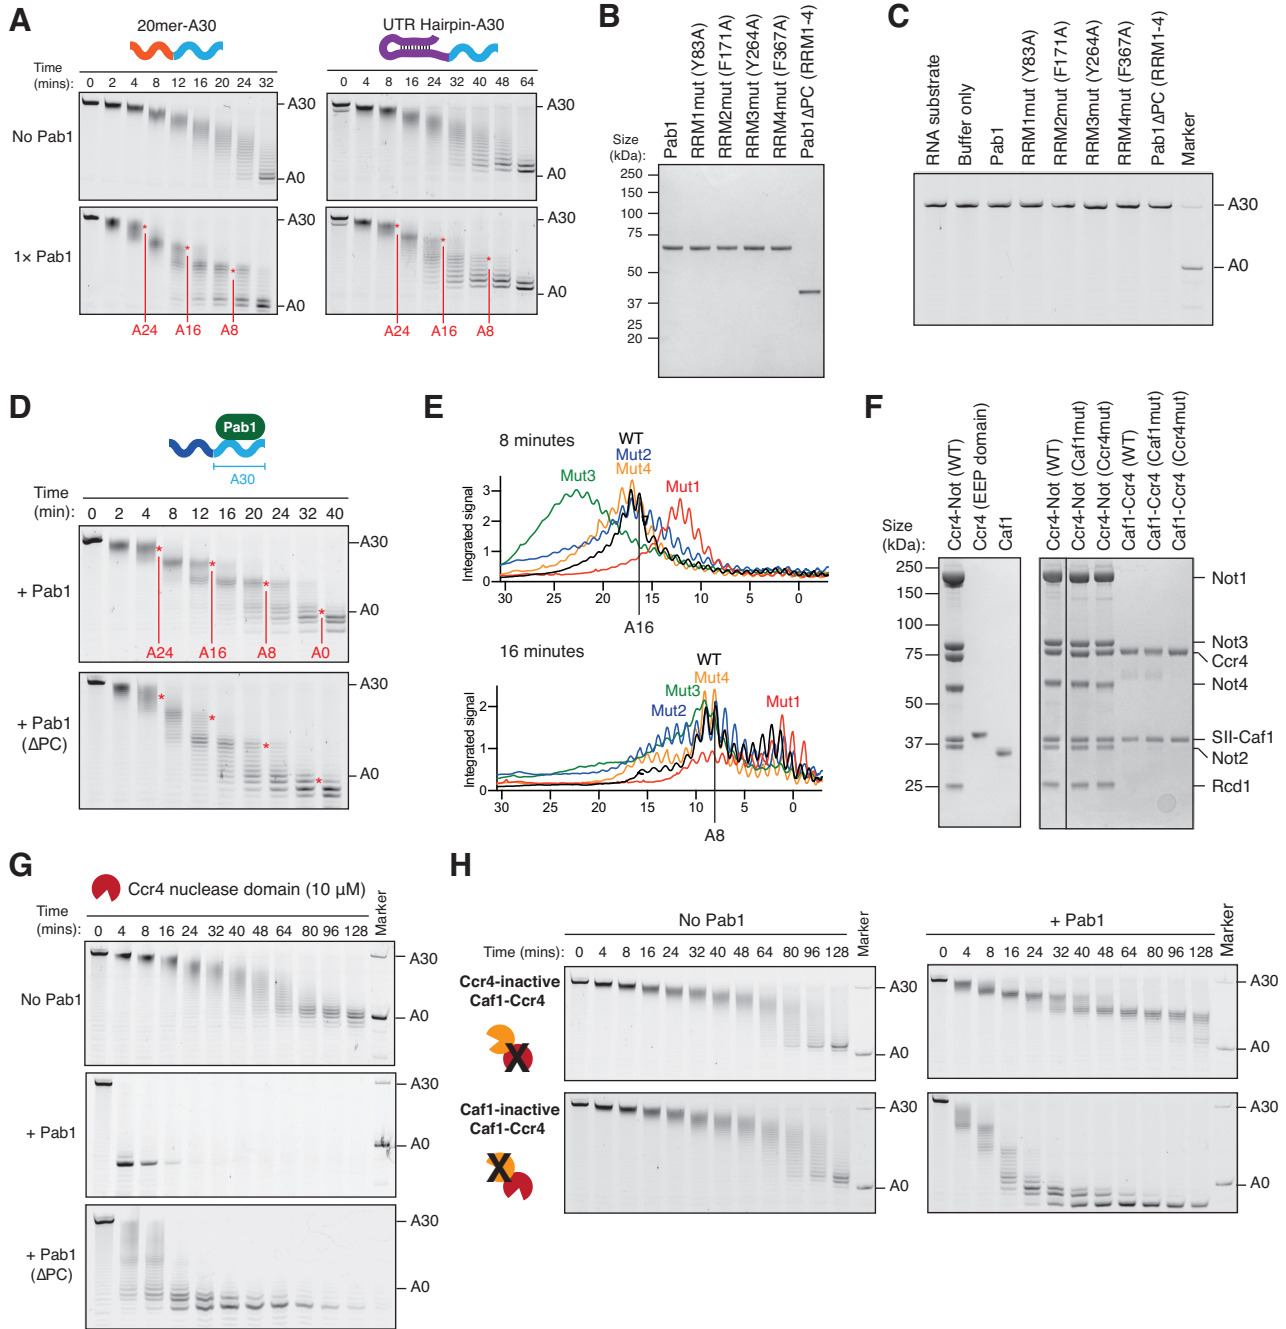 A
20mer-A30
UTR Hairpin-A30
Time
(mins):
0 2 4 8 12 16 20 24 32
0 4 8 16 24 32 40 48 64
No Pab1
A30
A0
A30
A0
1× Pab1
A30
A0
A30
A0
* * *
* * *
A24 A16 A8
A24 A16 A8
B
Size
(kDa):
Pab1
RRM1mut (Y83A)
RRM2mut (F171A)
RRM3mut (Y264A)
RRM4mut (F367A)
Pab1ΔPC (RRM1-4)
250
150
100
75
50
37
25
20
C
RNA substrate
Buffer only
Pab1
RRM1mut (Y83A)
RRM2mut (F171A)
RRM3mut (Y264A)
RRM4mut (F367A)
Pab1ΔPC (RRM1-4)
Marker
A30
A0
D
Pab1
A30
Time
(min):
0 2 4 8 12 16 20 24 32 40
+ Pab1
A30
A0
* * * *
A24 A16 A8 A0
+ Pab1
(ΔPC)
A30
A0
* * * *
E
8 minutes
WT
Mut2
Mut4
Mut3
Mut1
Integrated signal
3
2
1
0
30 25 20 15 10 5 0
A16
16 minutes
WT
Mut4
Mut3
Mut2
Mut1
Integrated signal
2
1
0
30 25 20 15 10 5 0
A8
F
Size
(kDa):
Ccr4-Not (WT)
Ccr4 (EEP domain)
Caf1
Ccr4-Not (WT)
Ccr4-Not (Caf1mut)
Ccr4-Not (Ccr4mut)
Caf1-Ccr4 (WT)
Caf1-Ccr4 (Caf1mut)
Caf1-Ccr4 (Ccr4mut)
250
150
100
75
50
37
25
Not1
Not3
Ccr4
Not4
SII-Caf1
Not2
Rcd1
G
Ccr4 nuclease domain (10 µM)
Time
(mins):
0 4 8 16 24 32 40 48 64 80 96 128
Marker
No Pab1
A30
A0
+ Pab1
A30
A0
+ Pab1
(ΔPC)
A30
A0
H
No Pab1
+ Pab1
Time (mins):
0 4 8 16 24 32 40 48 64 80 96 128
Marker
0 4 8 16 24 32 40 48 64 80 96 128
Marker
Ccr4-inactive
Caf1-Ccr4
X
A30
A0
A30
A0
Caf1-inactive
Caf1-Ccr4
X
A30
A0
A30
A0